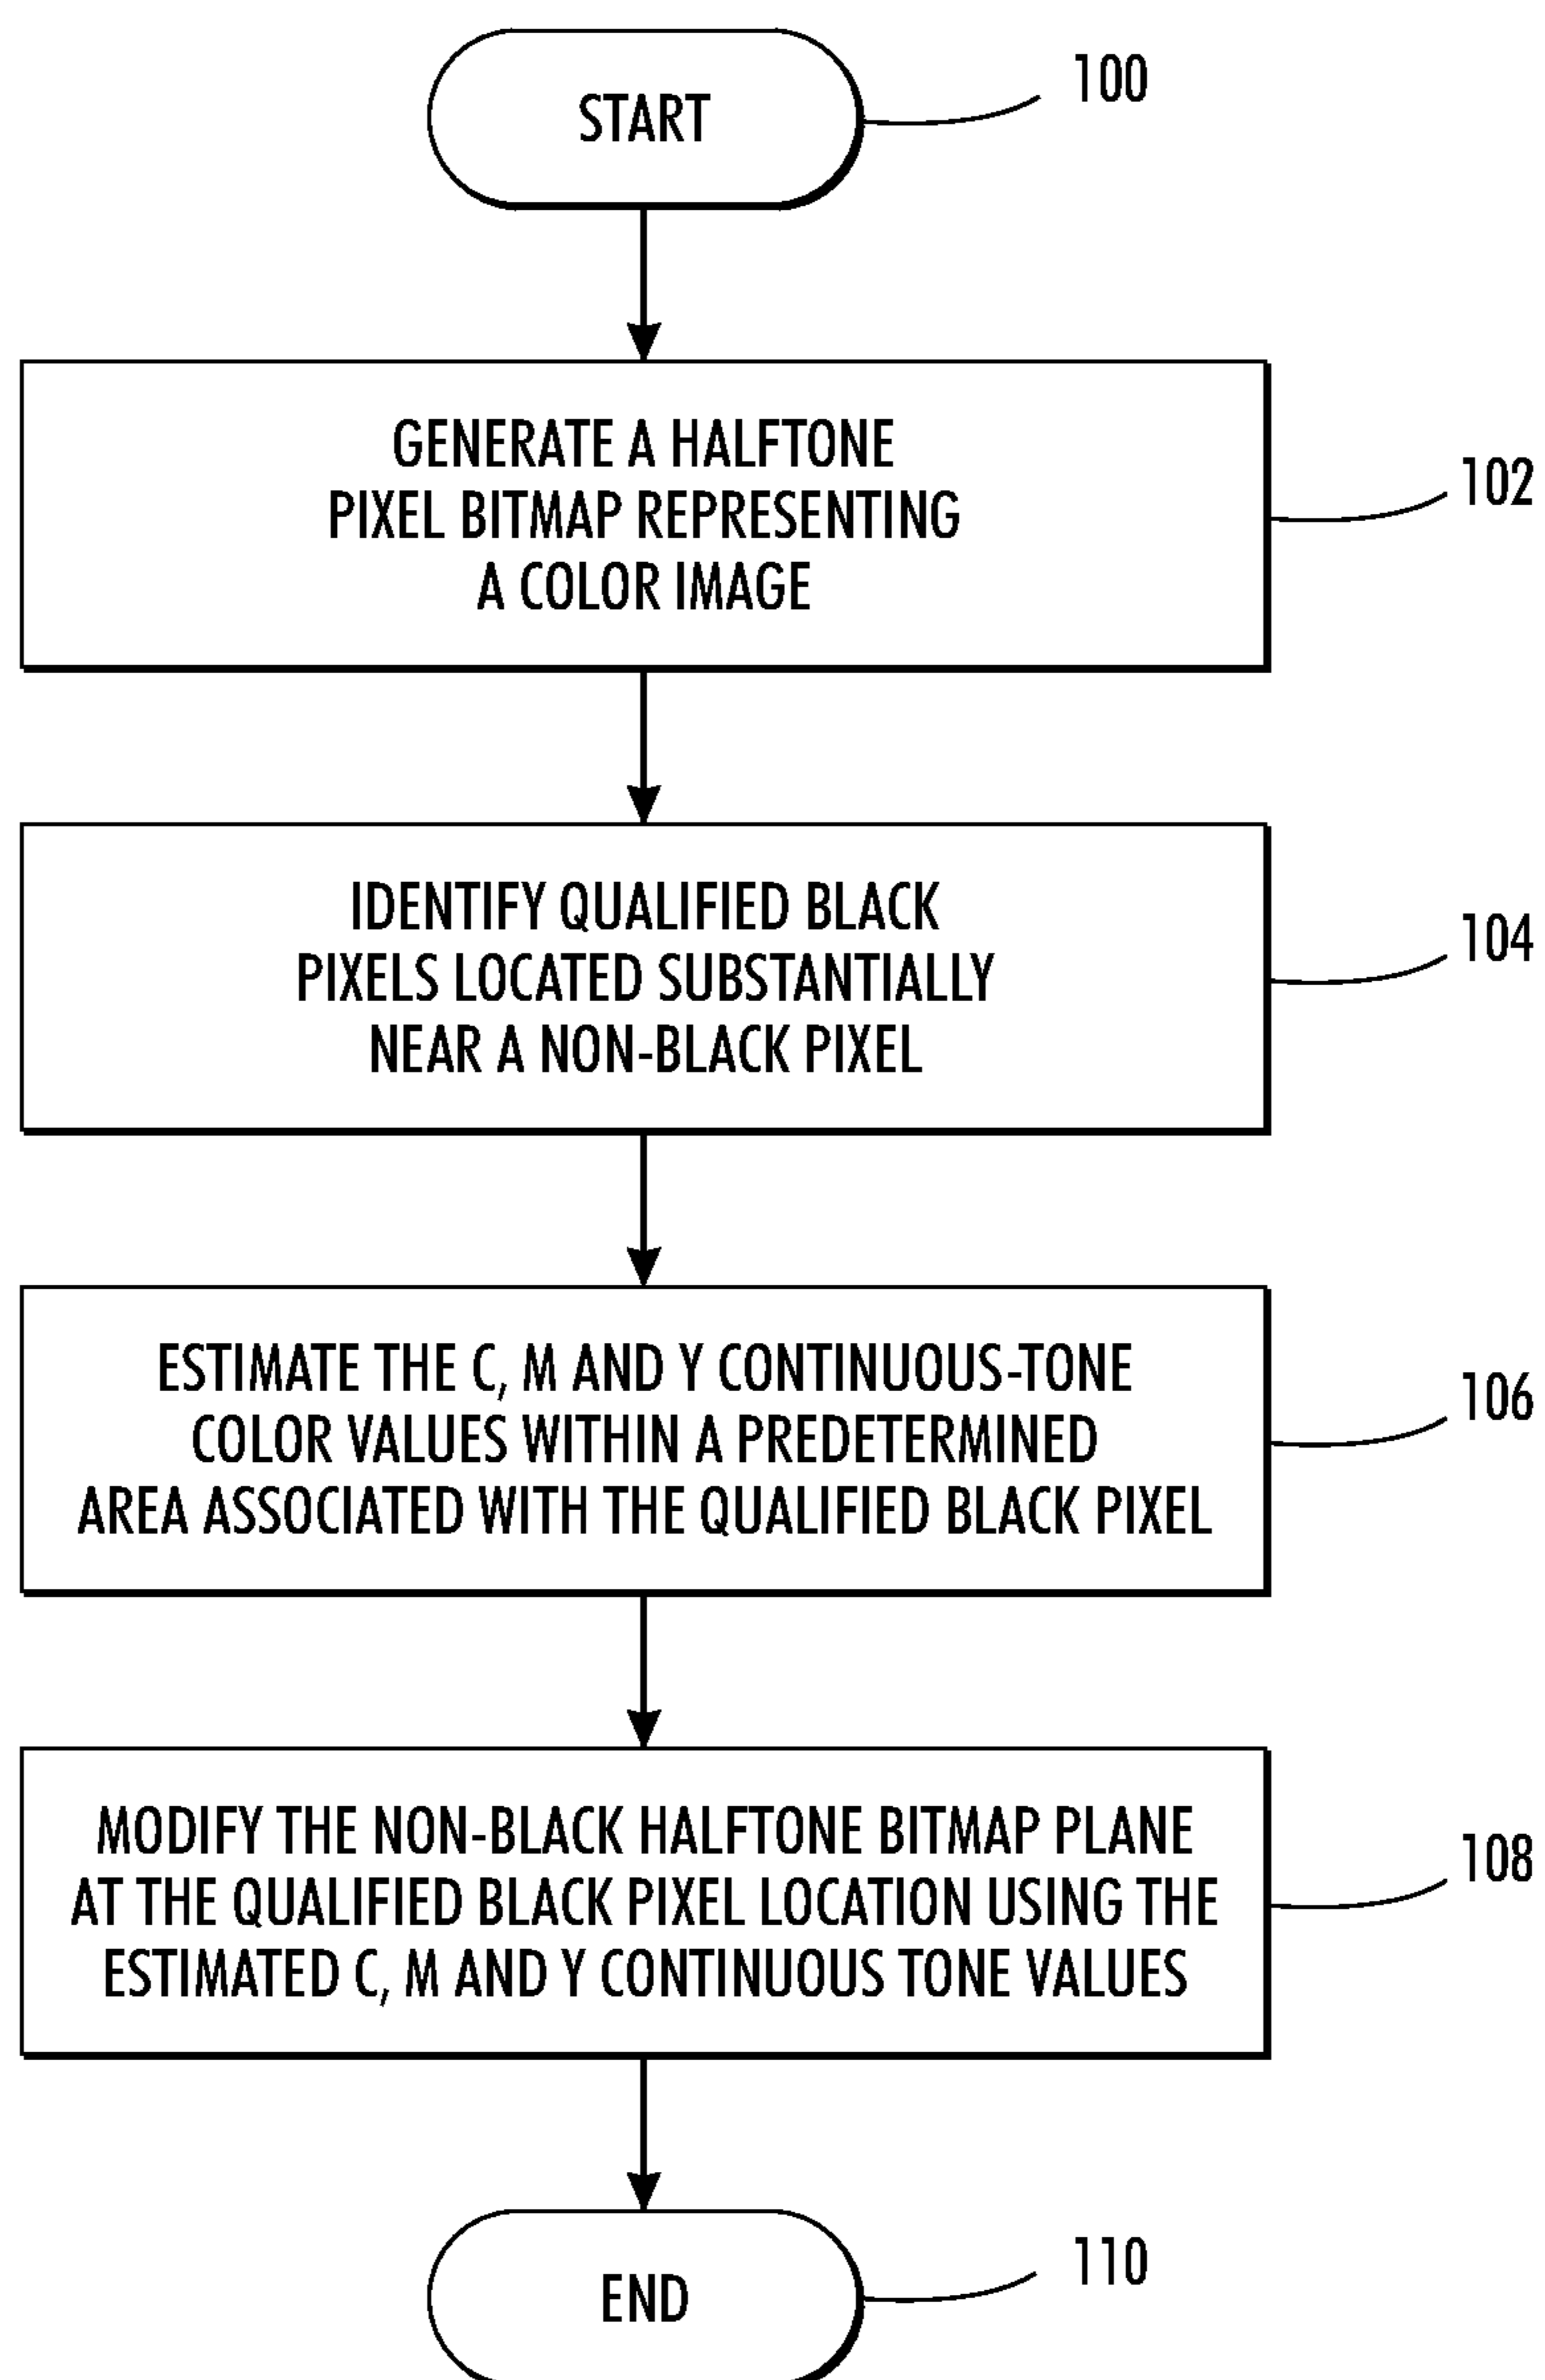 START
100
GENERATE A HALFTONE
PIXEL BITMAP REPRESENTING
A COLOR IMAGE
102
IDENTIFY QUALIFIED BLACK
PIXELS LOCATED SUBSTANTIALLY
NEAR A NON-BLACK PIXEL
104
ESTIMATE THE C, M AND Y CONTINUOUS-TONE
COLOR VALUES WITHIN A PREDETERMINED
AREA ASSOCIATED WITH THE QUALIFIED BLACK PIXEL
106
MODIFY THE NON-BLACK HALFTONE BITMAP PLANE
AT THE QUALIFIED BLACK PIXEL LOCATION USING THE
ESTIMATED C, M AND Y CONTINUOUS TONE VALUES
108
END
110